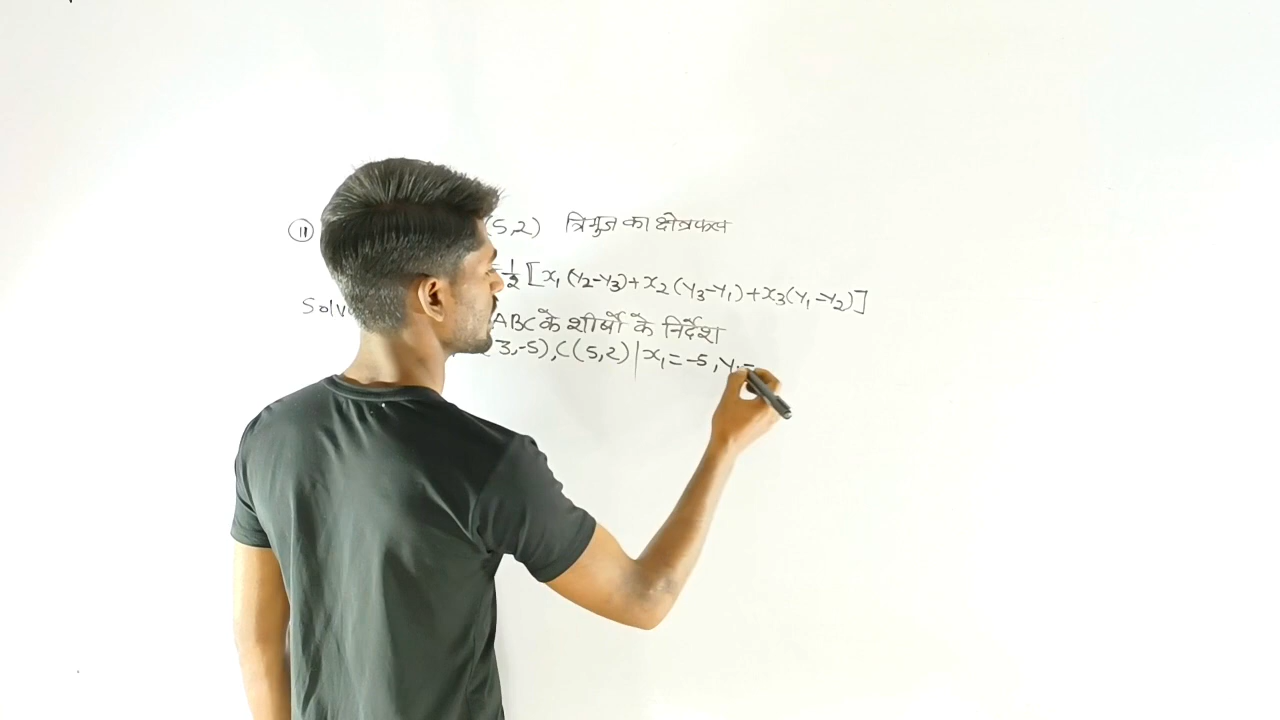 (11) (5,2) त्रिभुज का क्षेत्रफल
=1/2 [x₁(y₂-y₃)+x₂(y₃-y₁)+x₃(y₁-y₂)]
Solve ABC के शीर्षों के निर्देश
(3,-5), C(5,2) | x₁=-5, y₁=